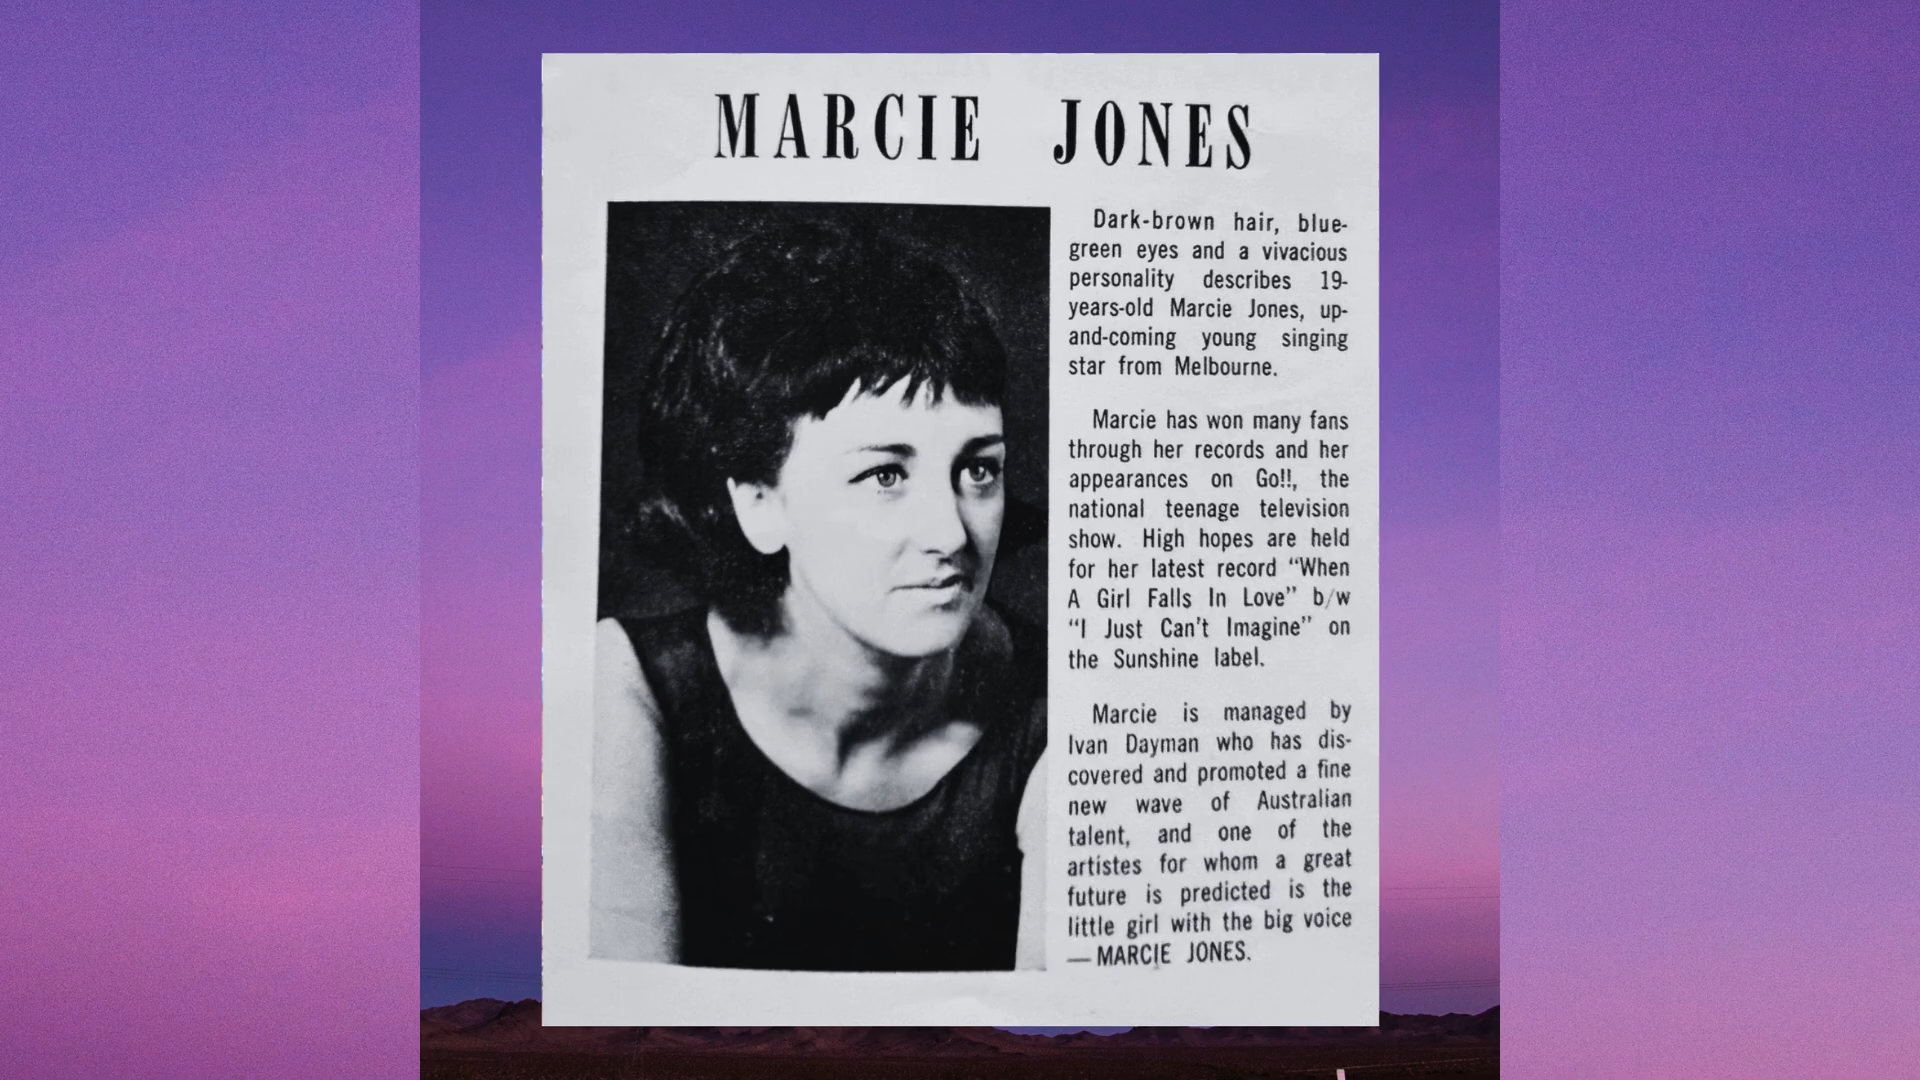 MARCIE JONES
Dark-brown hair, blue-
green eyes and a vivacious
personality describes 19-
years-old Marcie Jones, up-
and-coming young singing
star from Melbourne.
Marcie has won many fans
through her records and her
appearances on Go!!, the
national teenage television
show. High hopes are held
for her latest record “When
A Girl Falls In Love” b/w
“I Just Can't Imagine” on
the Sunshine label.
Marcie is managed by
Ivan Dayman who has dis-
covered and promoted a fine
new wave of Australian
talent, and one of the
artistes for whom a great
future is predicted is the
little girl with the big voice
— MARCIE JONES.